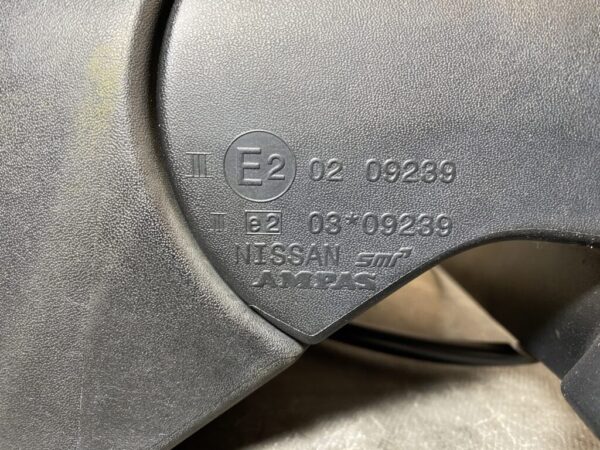 III E2 02 09239
II e2 03*09239
NISSAN smr
AMPAS